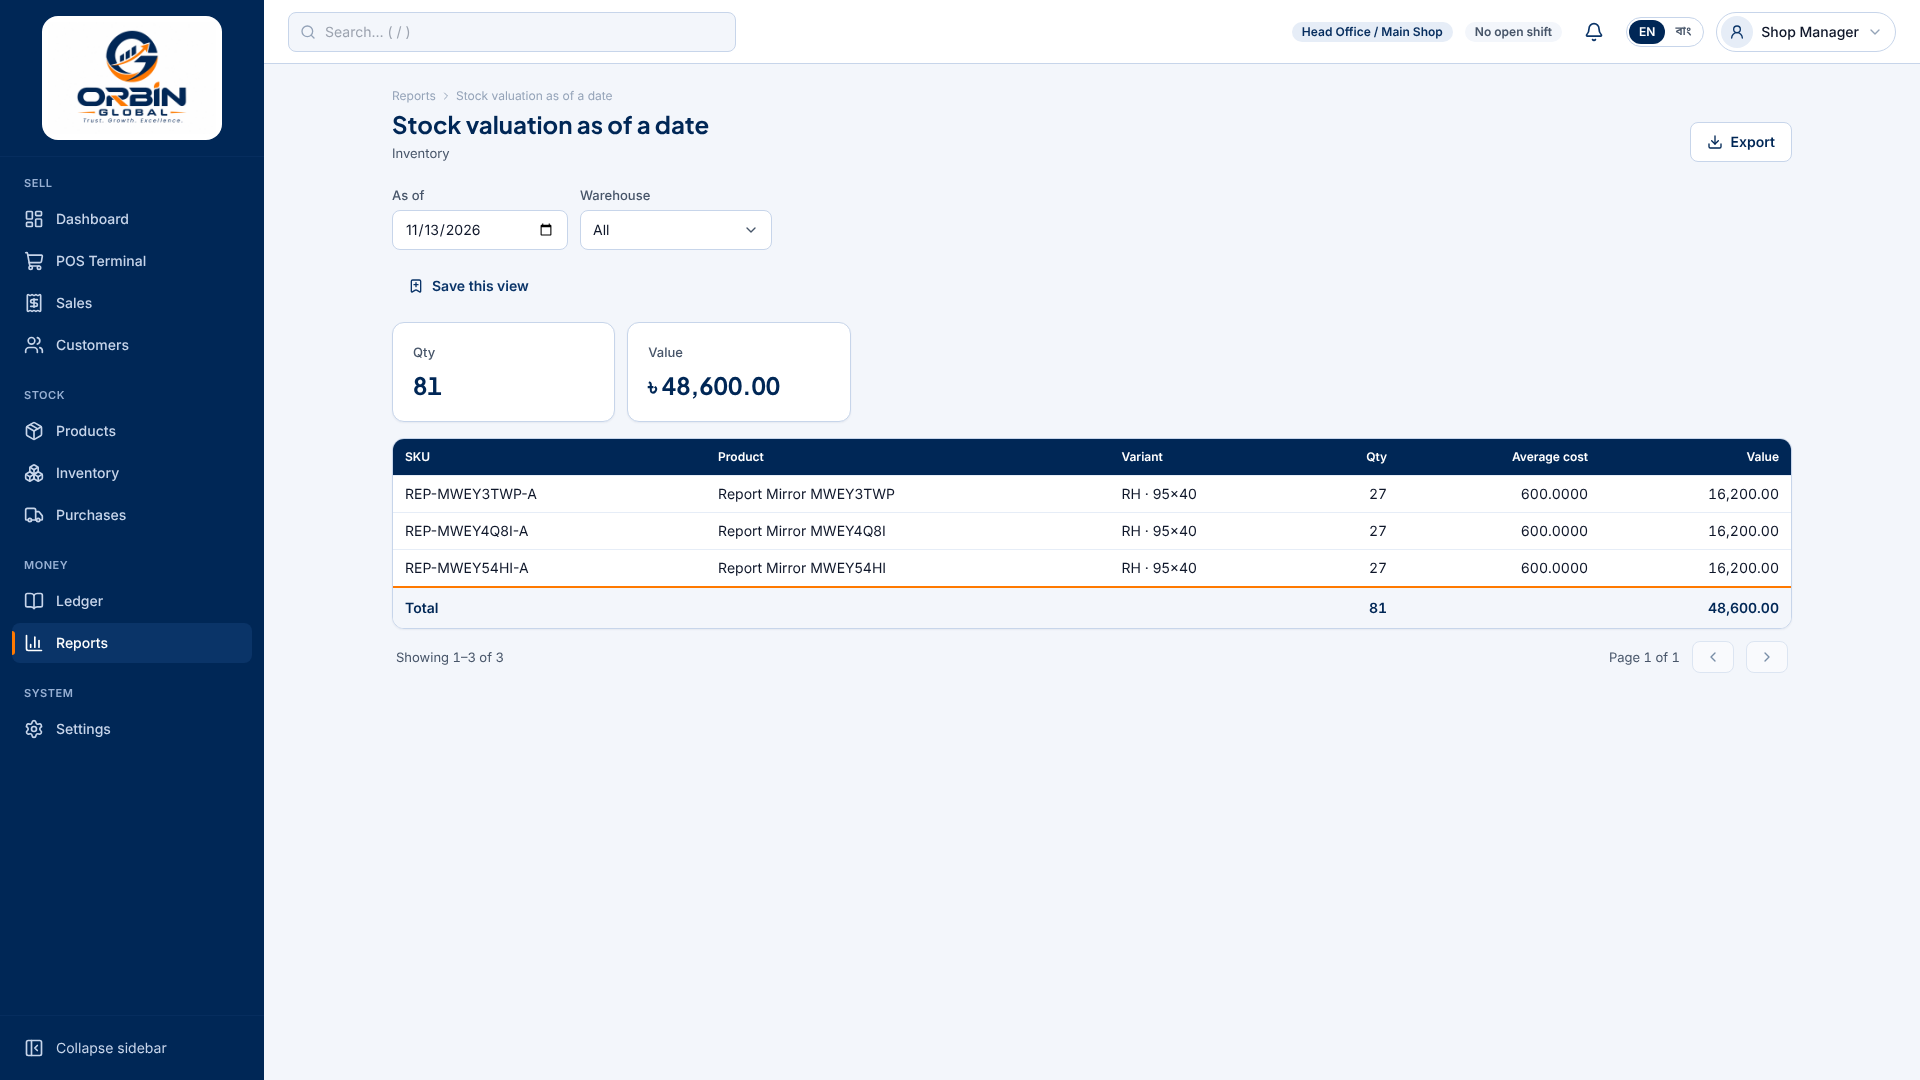 ORBIN
GLOBAL
Trust. Growth. Excellence.
SELL
Dashboard
POS Terminal
Sales
Customers
STOCK
Products
Inventory
Purchases
MONEY
Ledger
Reports
SYSTEM
Settings
Collapse sidebar
Search... ( / )
Head Office / Main Shop
No open shift
EN
বাং
Shop Manager
Reports
Stock valuation as of a date
Stock valuation as of a date
Inventory
Export
As of
Warehouse
11/13/2026
All
Save this view
Qty
81
Value
৳ 48,600.00
SKU Product Variant Qty Average cost Value
REP-MWEY3TWP-A Report Mirror MWEY3TWP RH · 95×40 27 600.0000 16,200.00
REP-MWEY4Q8I-A Report Mirror MWEY4Q8I RH · 95×40 27 600.0000 16,200.00
REP-MWEY54HI-A Report Mirror MWEY54HI RH · 95×40 27 600.0000 16,200.00
Total 81 48,600.00
Showing 1–3 of 3
Page 1 of 1